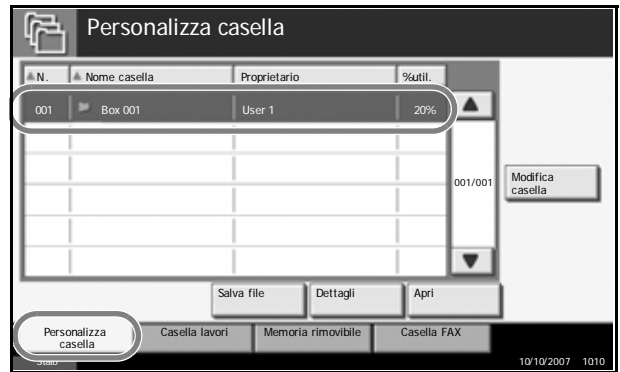 Personalizza casella
N. Nome casella Proprietario %util.
001 Box 001 User 1 20%
001/001
Modifica
casella
Salva file Dettagli Apri
Personalizza
casella
Casella lavori Memoria rimovibile Casella FAX
Stato 10/10/2007 1010